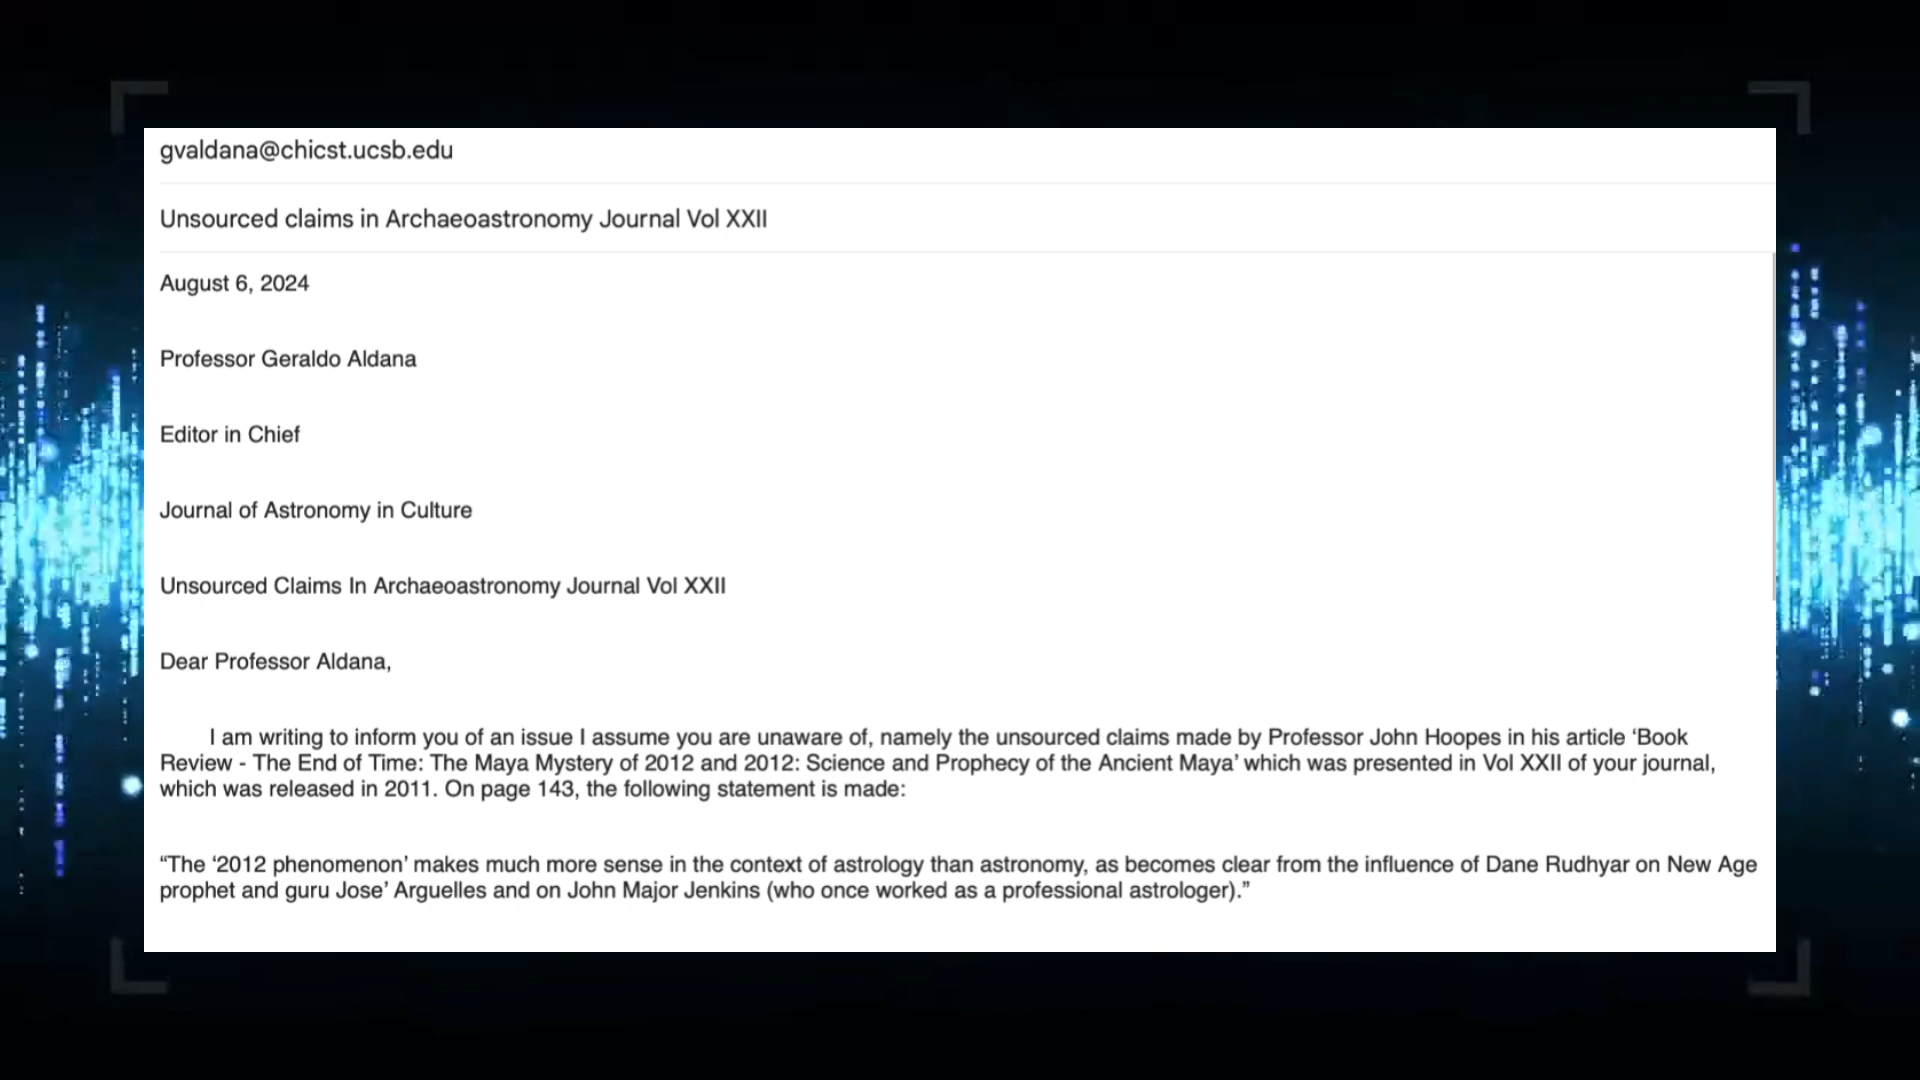 gvaldana@chicst.ucsb.edu
Unsourced claims in Archaeoastronomy Journal Vol XXII
August 6, 2024
Professor Geraldo Aldana
Editor in Chief
Journal of Astronomy in Culture
Unsourced Claims In Archaeoastronomy Journal Vol XXII
Dear Professor Aldana,
I am writing to inform you of an issue I assume you are unaware of, namely the unsourced claims made by Professor John Hoopes in his article ‘Book
Review - The End of Time: The Maya Mystery of 2012 and 2012: Science and Prophecy of the Ancient Maya’ which was presented in Vol XXII of your journal,
which was released in 2011. On page 143, the following statement is made:
“The ‘2012 phenomenon’ makes much more sense in the context of astrology than astronomy, as becomes clear from the influence of Dane Rudhyar on New Age
prophet and guru Jose’ Arguelles and on John Major Jenkins (who once worked as a professional astrologer).”